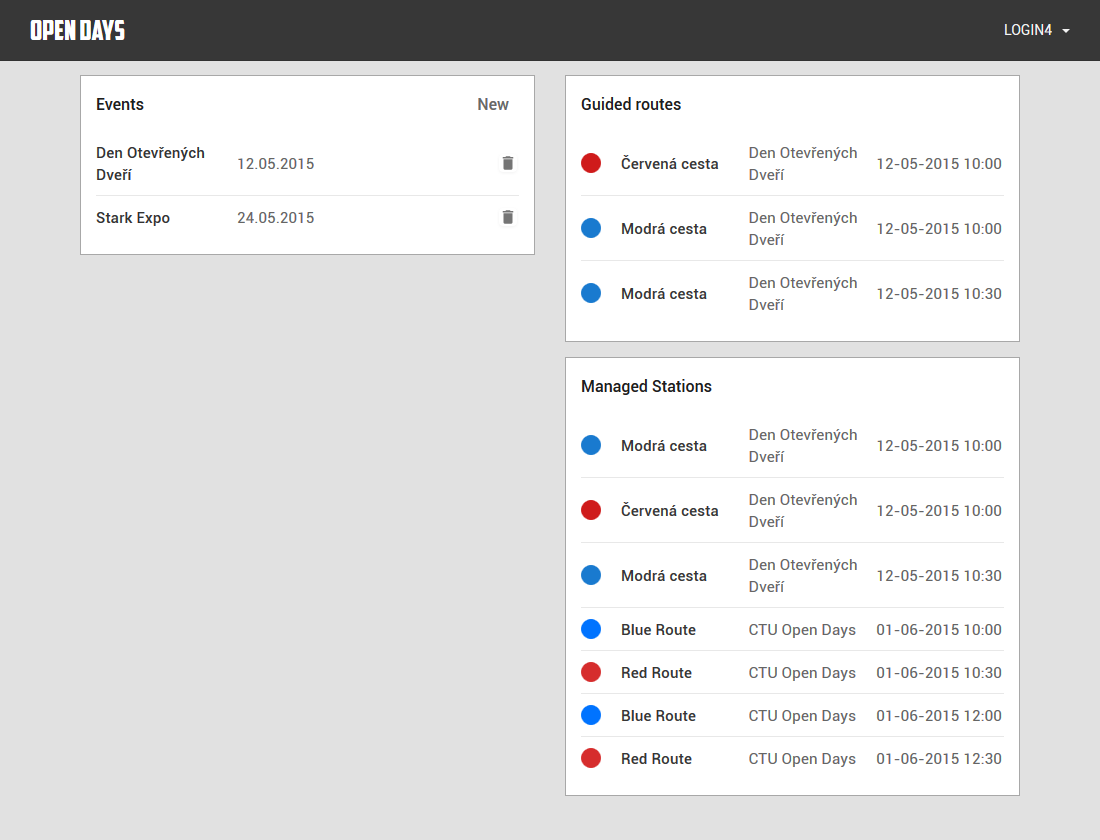 OPEN DAYS
LOGIN4
Events
New
Den Otevřených
Dveří
12.05.2015
Stark Expo
24.05.2015
Guided routes
Červená cesta
Den Otevřených
Dveří
12-05-2015 10:00
Modrá cesta
Den Otevřených
Dveří
12-05-2015 10:00
Modrá cesta
Den Otevřených
Dveří
12-05-2015 10:30
Managed Stations
Modrá cesta
Den Otevřených
Dveří
12-05-2015 10:00
Červená cesta
Den Otevřených
Dveří
12-05-2015 10:00
Modrá cesta
Den Otevřených
Dveří
12-05-2015 10:30
Blue Route CTU Open Days 01-06-2015 10:00
Red Route CTU Open Days 01-06-2015 10:30
Blue Route CTU Open Days 01-06-2015 12:00
Red Route CTU Open Days 01-06-2015 12:30